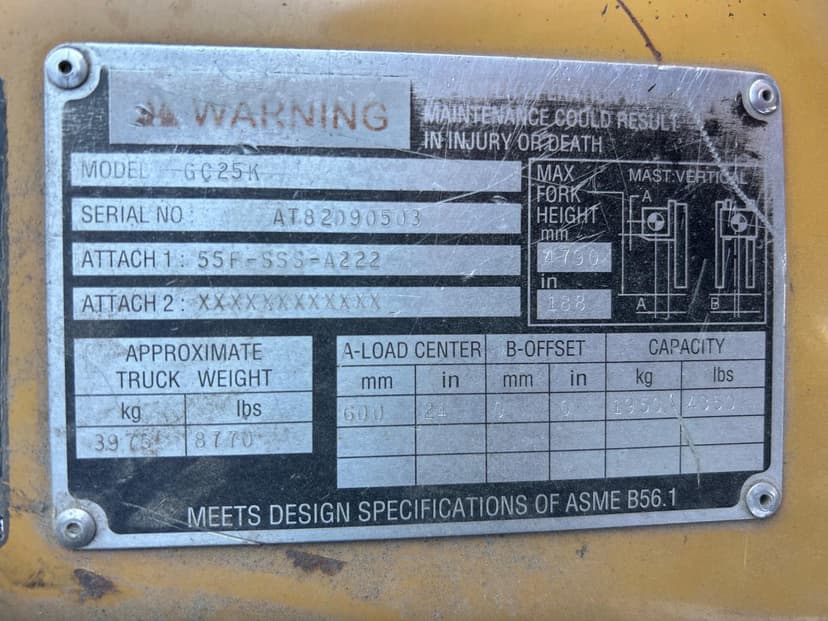 WARNING
MAINTENANCE COULD RESULT
IN INJURY OR DEATH
MODEL GC25K
SERIAL NO: AT82D90503
ATTACH 1: 55F-SSS-A222
ATTACH 2: XXXXXXXXXXXXX
MAX
FORK
HEIGHT
mm
4790
in
188
MAST:VERTICAL
A
A B
APPROXIMATE
TRUCK WEIGHT
kg lbs
3975 8770
A-LOAD CENTER B-OFFSET CAPACITY
mm in mm in kg lbs
600 24 0 0 1950 4350
MEETS DESIGN SPECIFICATIONS OF ASME B56.1